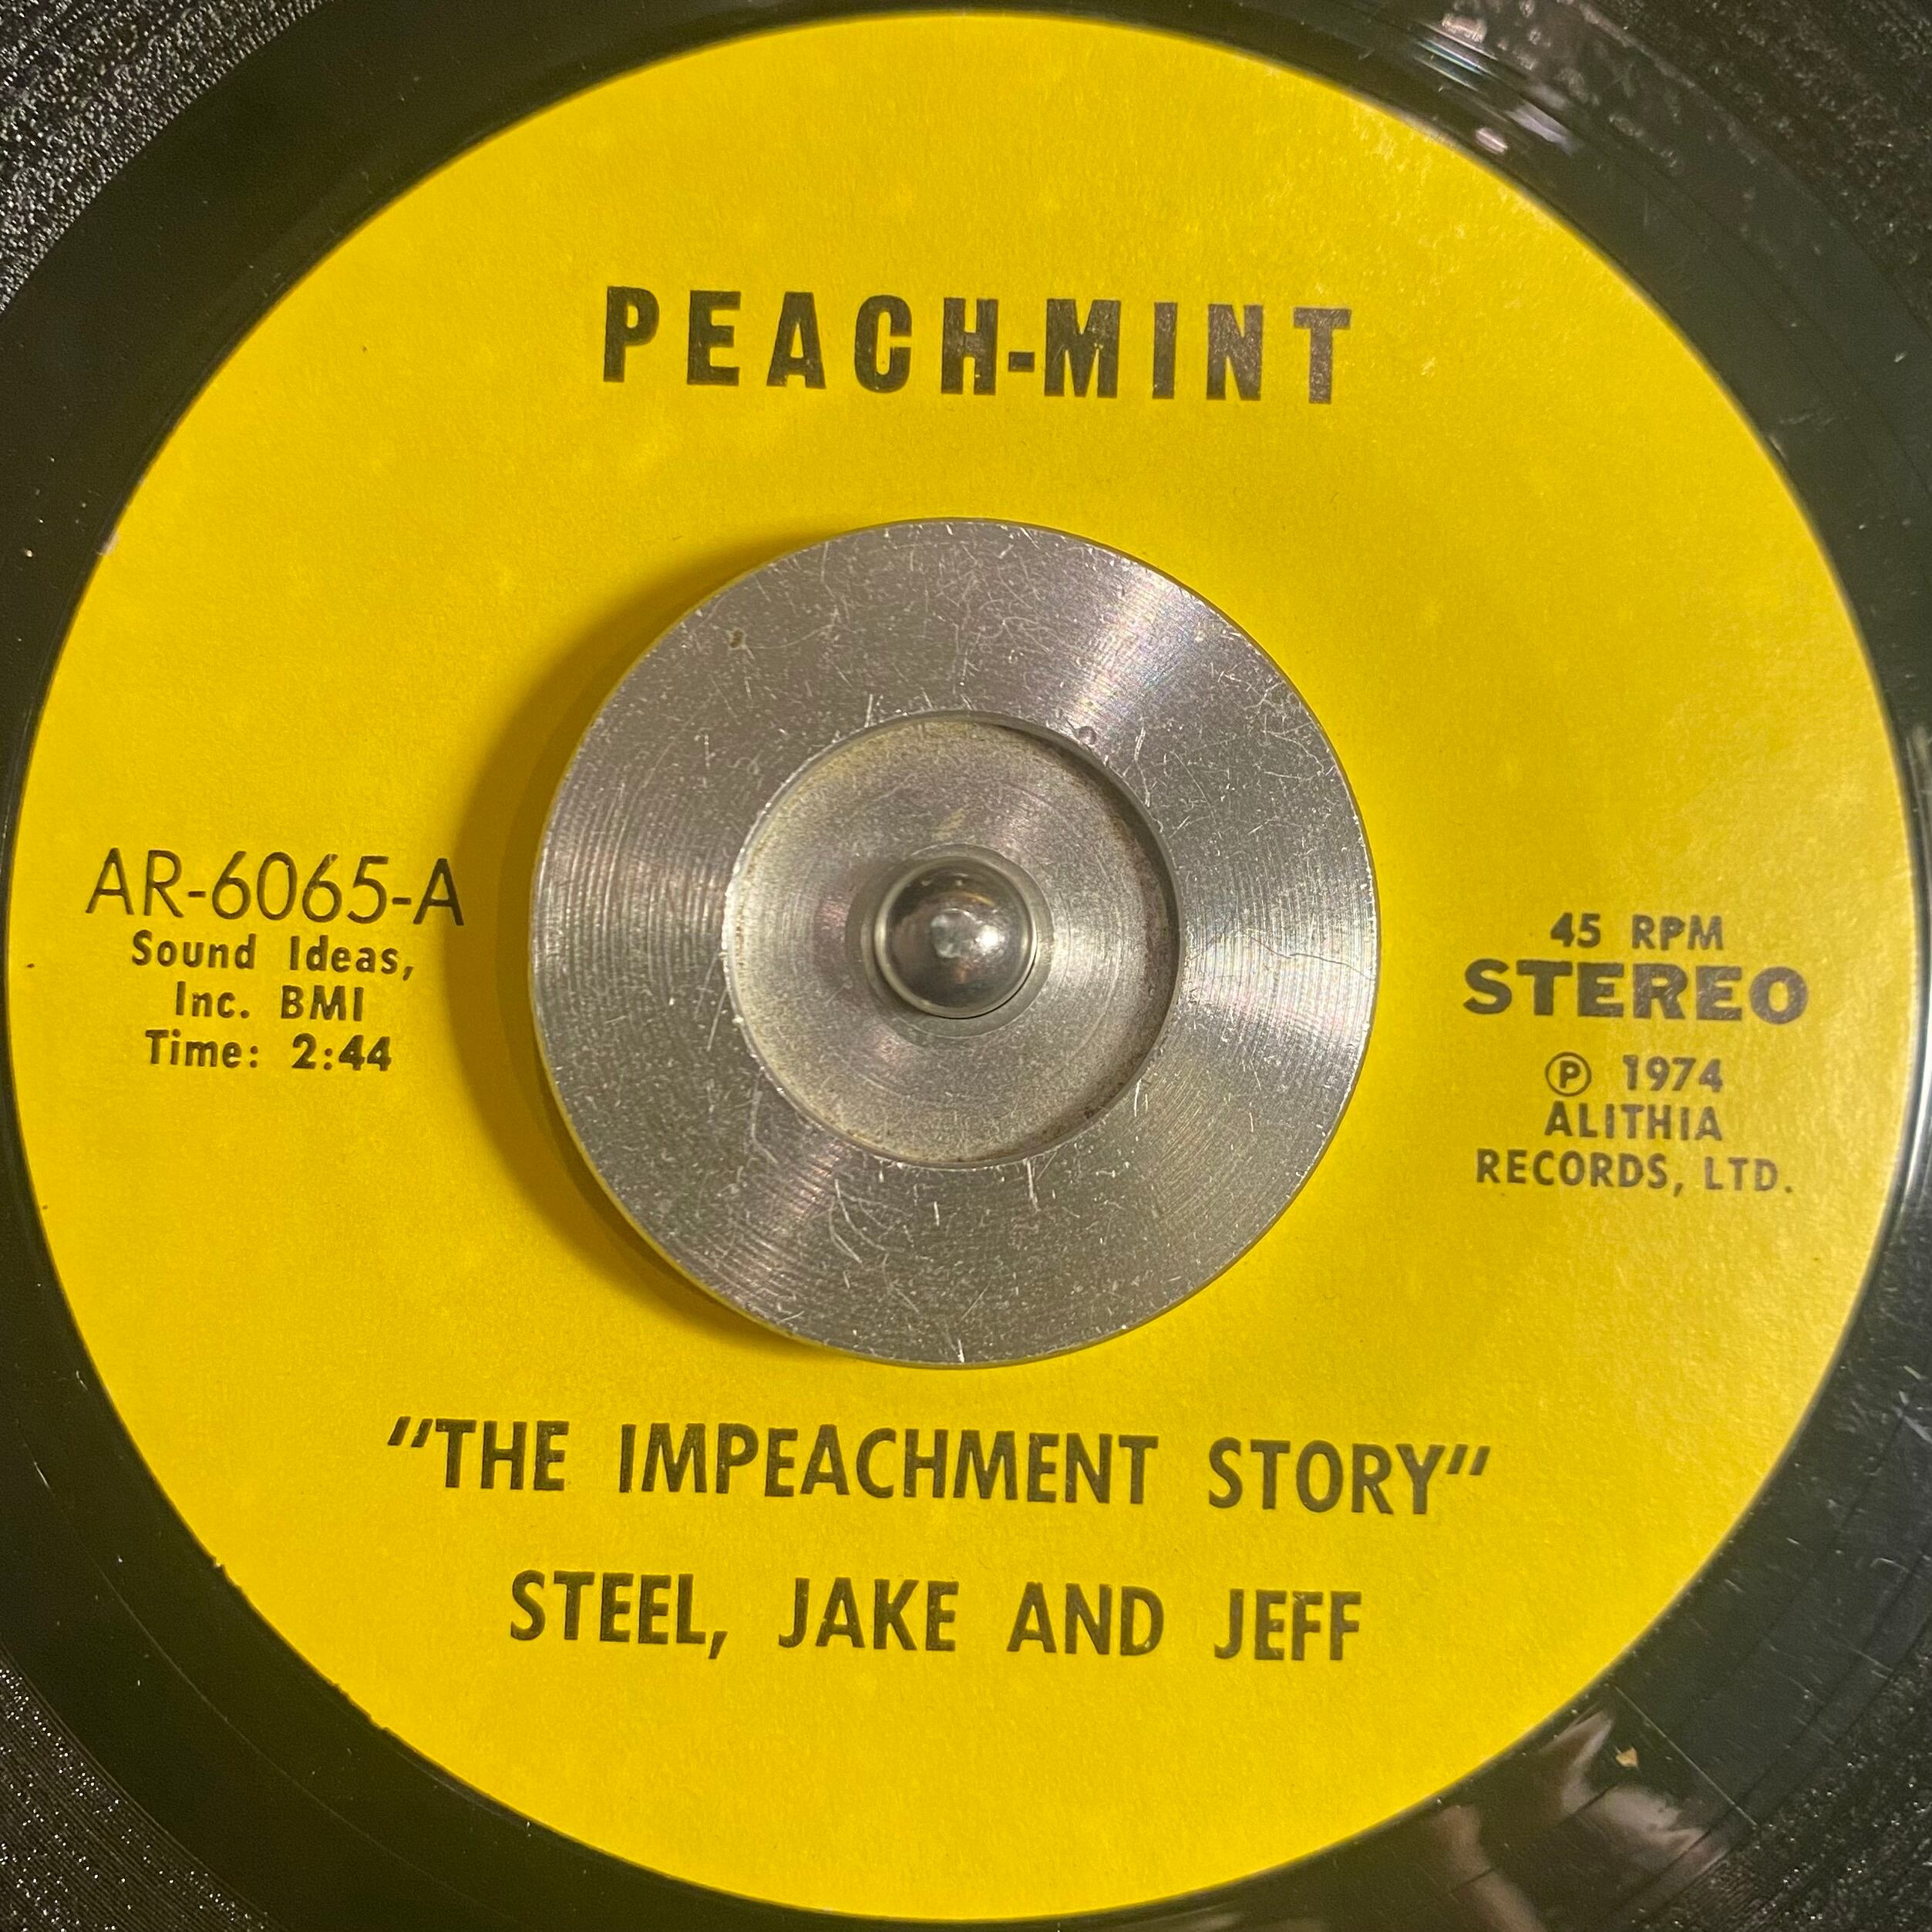 PEACH-MINT
AR-6065-A
Sound Ideas,
Inc. BMI
Time: 2:44
45 RPM
STEREO
Ⓟ 1974
ALITHIA
RECORDS, LTD.
"THE IMPEACHMENT STORY"
STEEL, JAKE AND JEFF